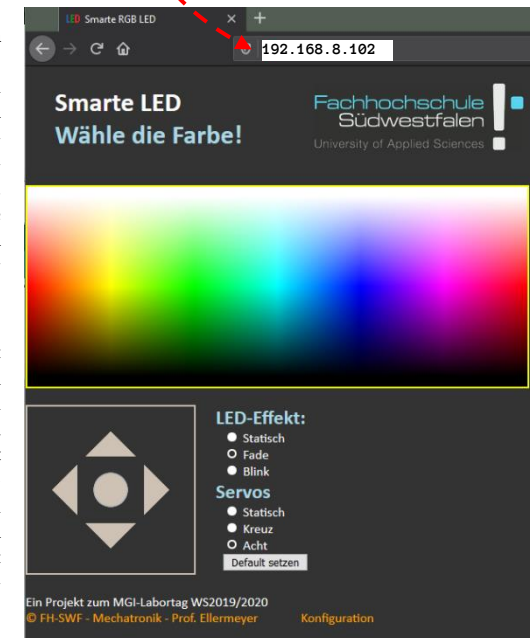 LED Smarte RGB LED
192.168.8.102
Smarte LED
Wähle die Farbe!
Fachhochschule
Südwestfalen
University of Applied Sciences
LED-Effekt:
Statisch
Fade
Blink
Servos
Statisch
Kreuz
Acht
Default setzen
Ein Projekt zum MGI-Labortag WS2019/2020
© FH-SWF - Mechatronik - Prof. Ellermeyer Konfiguration